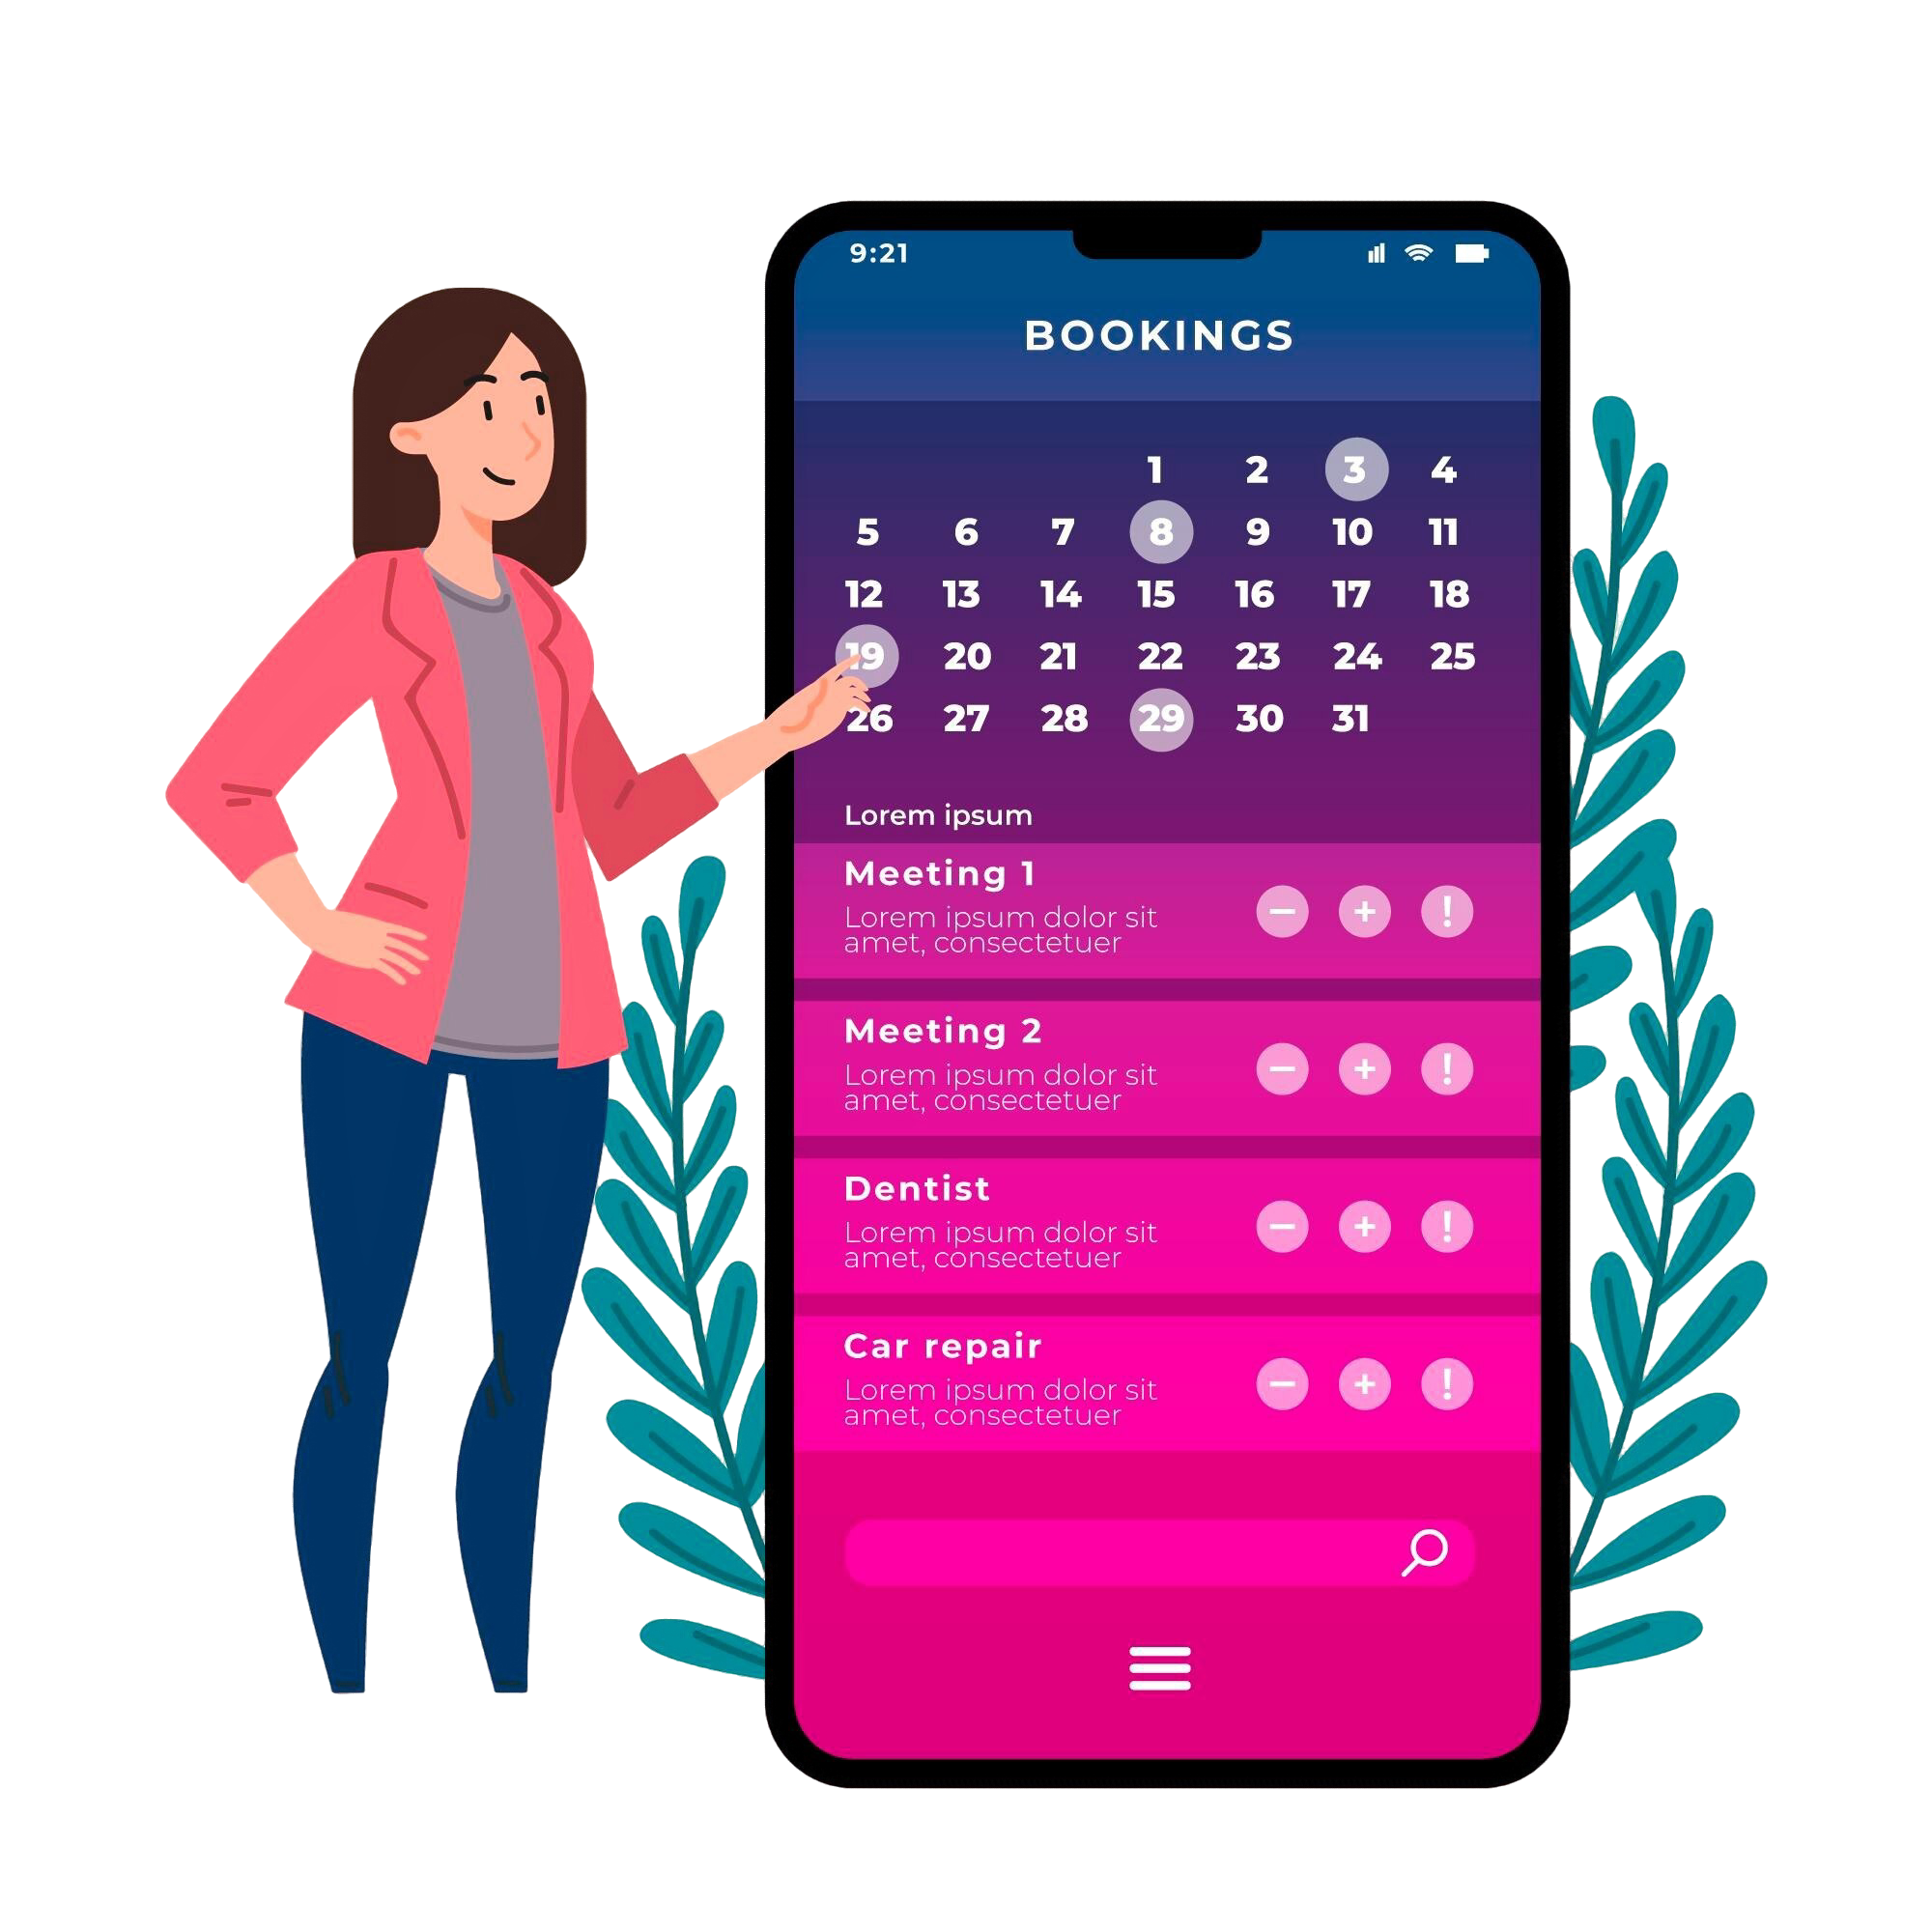 9:21
BOOKINGS
1 2 3 4
5 6 7 8 9 10 11
12 13 14 15 16 17 18
19 20 21 22 23 24 25
26 27 28 29 30 31
Lorem ipsum
Meeting 1
Lorem ipsum dolor sit
amet, consectetuer
Meeting 2
Lorem ipsum dolor sit
amet, consectetuer
Dentist
Lorem ipsum dolor sit
amet, consectetuer
Car repair
Lorem ipsum dolor sit
amet, consectetuer